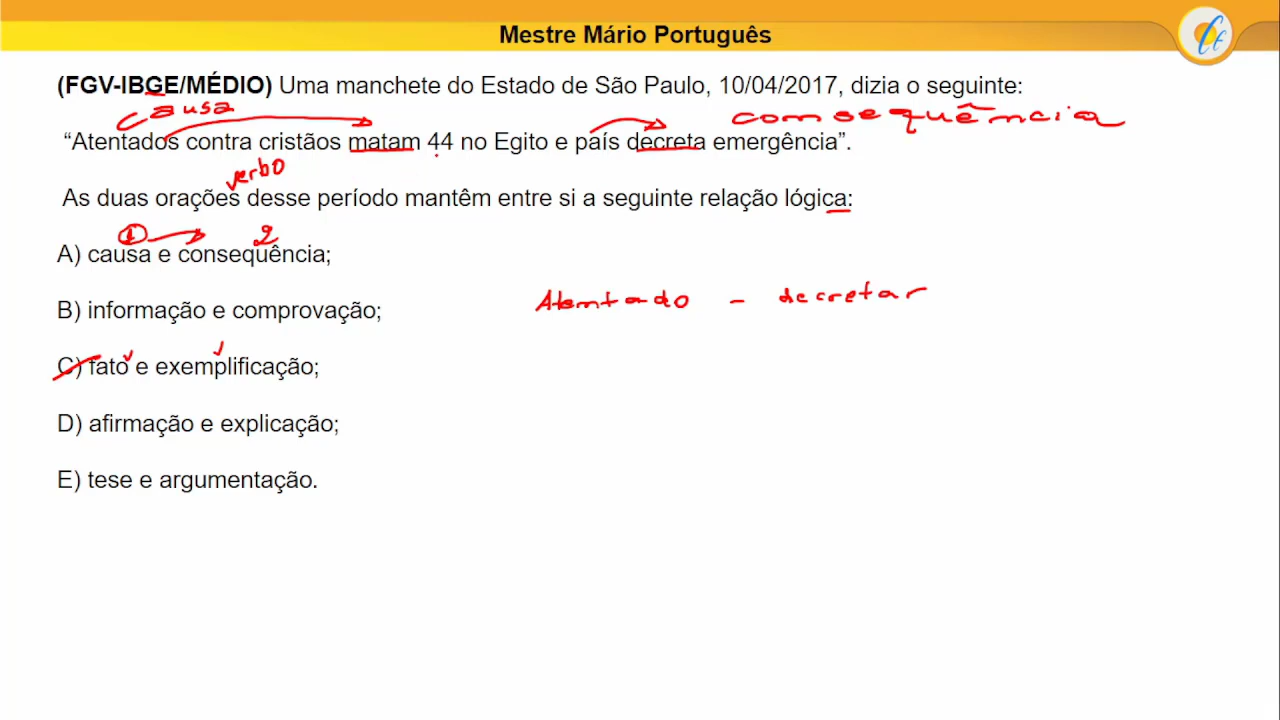 Mestre Mário Português
(FGV-IBGE/MÉDIO) Uma manchete do Estado de São Paulo, 10/04/2017, dizia o seguinte:
causa
consequência
“Atentados contra cristãos matam 44 no Egito e país decreta emergência”.
verbo
As duas orações desse período mantêm entre si a seguinte relação lógica:
1 2
A) causa e consequência;
Atentado - decretar
B) informação e comprovação;
C) fato e exemplificação;
D) afirmação e explicação;
E) tese e argumentação.